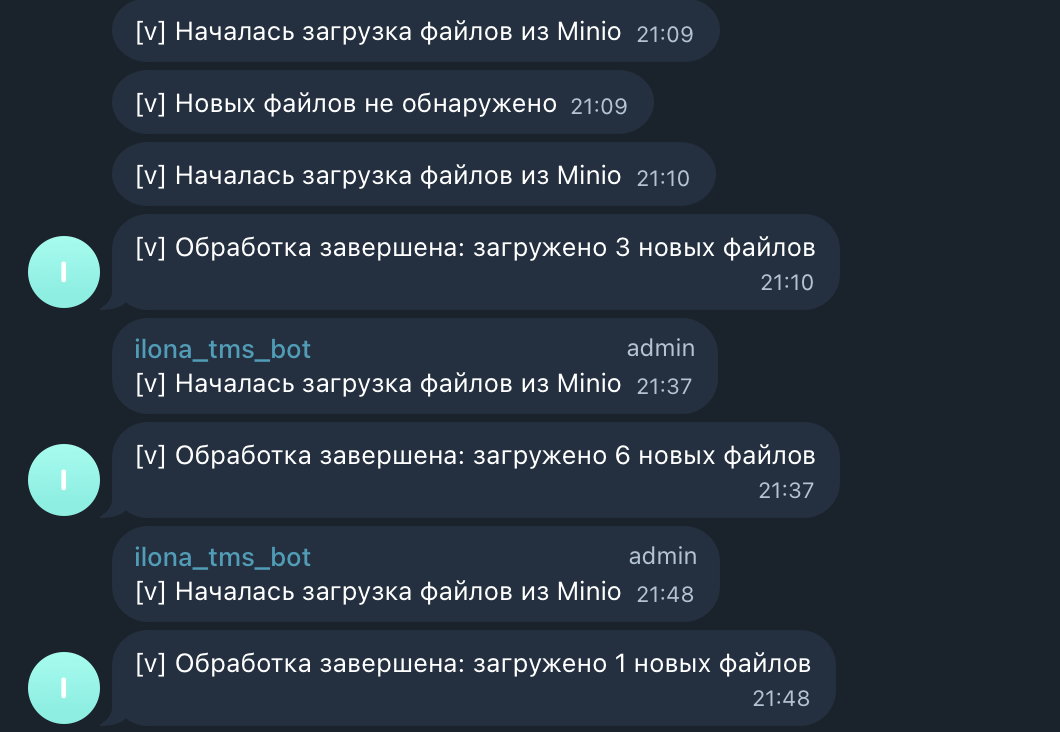 [v] Началась загрузка файлов из Minio 21:09
[v] Новых файлов не обнаружено 21:09
[v] Началась загрузка файлов из Minio 21:10
[v] Обработка завершена: загружено 3 новых файлов
21:10
I
ilona_tms_bot admin
[v] Началась загрузка файлов из Minio 21:37
[v] Обработка завершена: загружено 6 новых файлов
21:37
I
ilona_tms_bot admin
[v] Началась загрузка файлов из Minio 21:48
[v] Обработка завершена: загружено 1 новых файлов
21:48
I